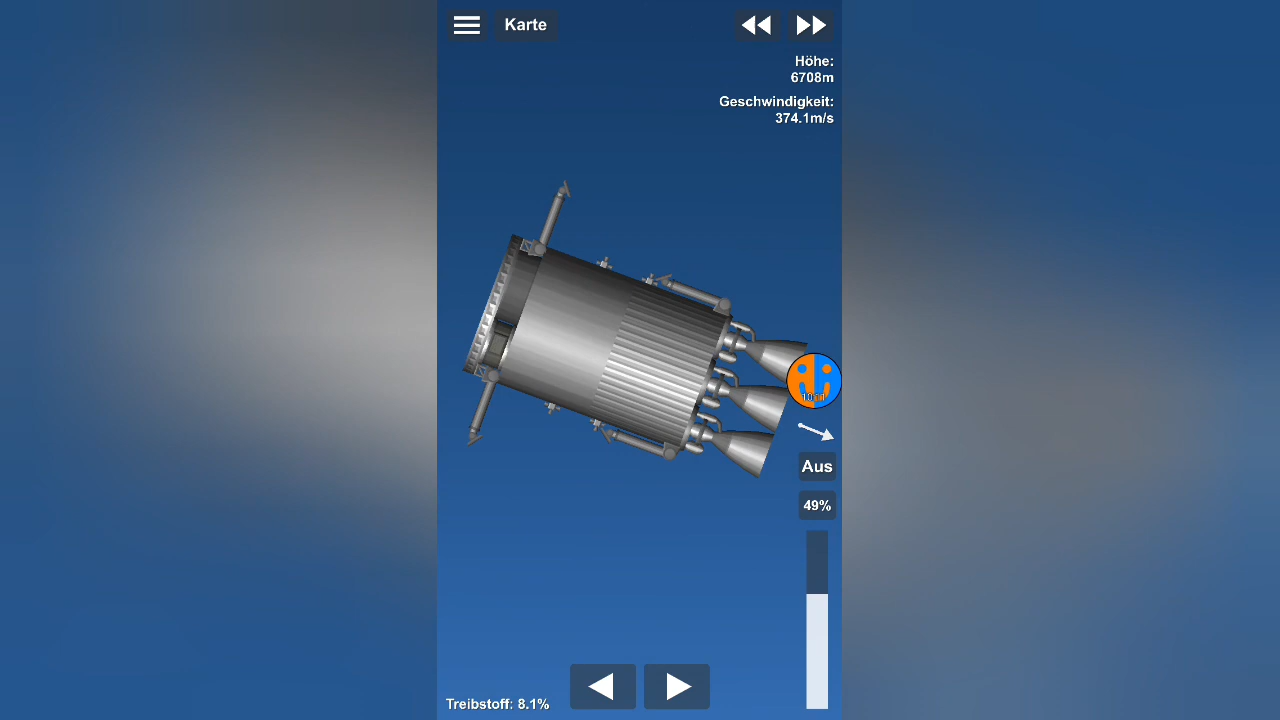 Karte
Höhe:
6708m
Geschwindigkeit:
374.1m/s
Aus
49%
Treibstoff: 8.1%